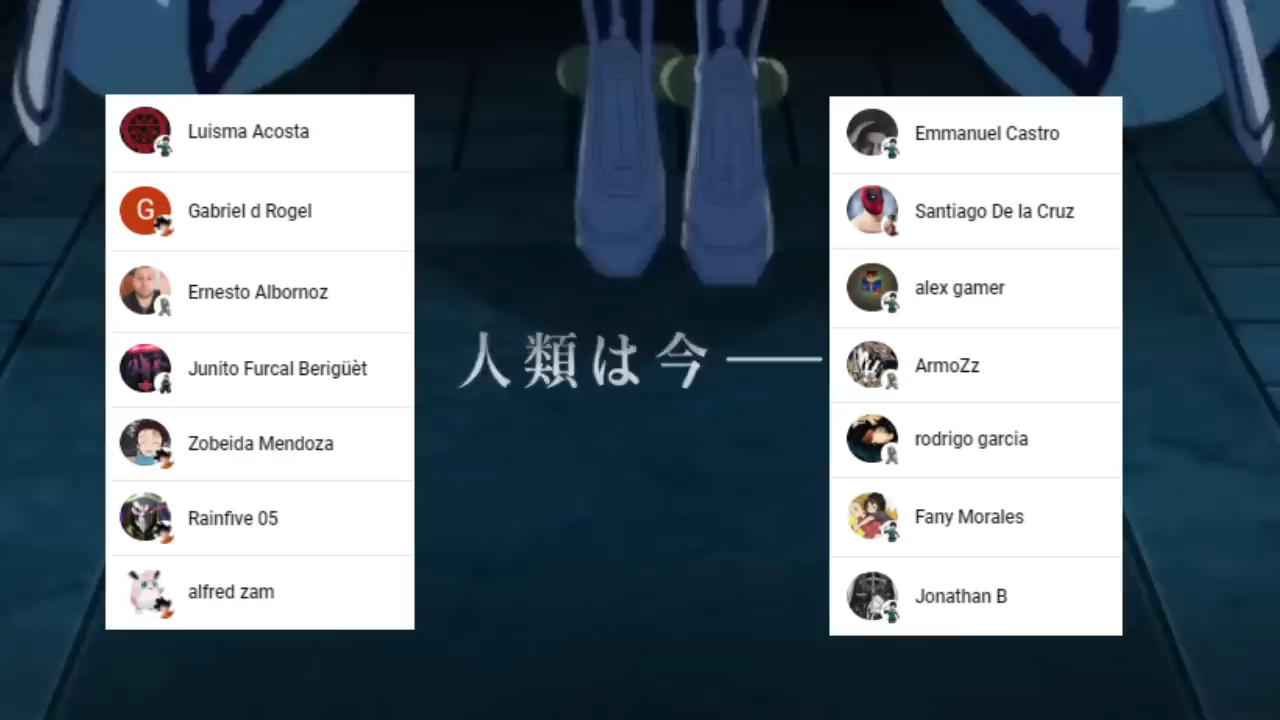 Luisma Acosta
G
Gabriel d Rogel
Ernesto Albornoz
Junito Furcal Berigüèt
Zobeida Mendoza
Rainfive 05
alfred zam
人類は今──
Emmanuel Castro
Santiago De la Cruz
alex gamer
ArmoZz
rodrigo garcia
Fany Morales
Jonathan B